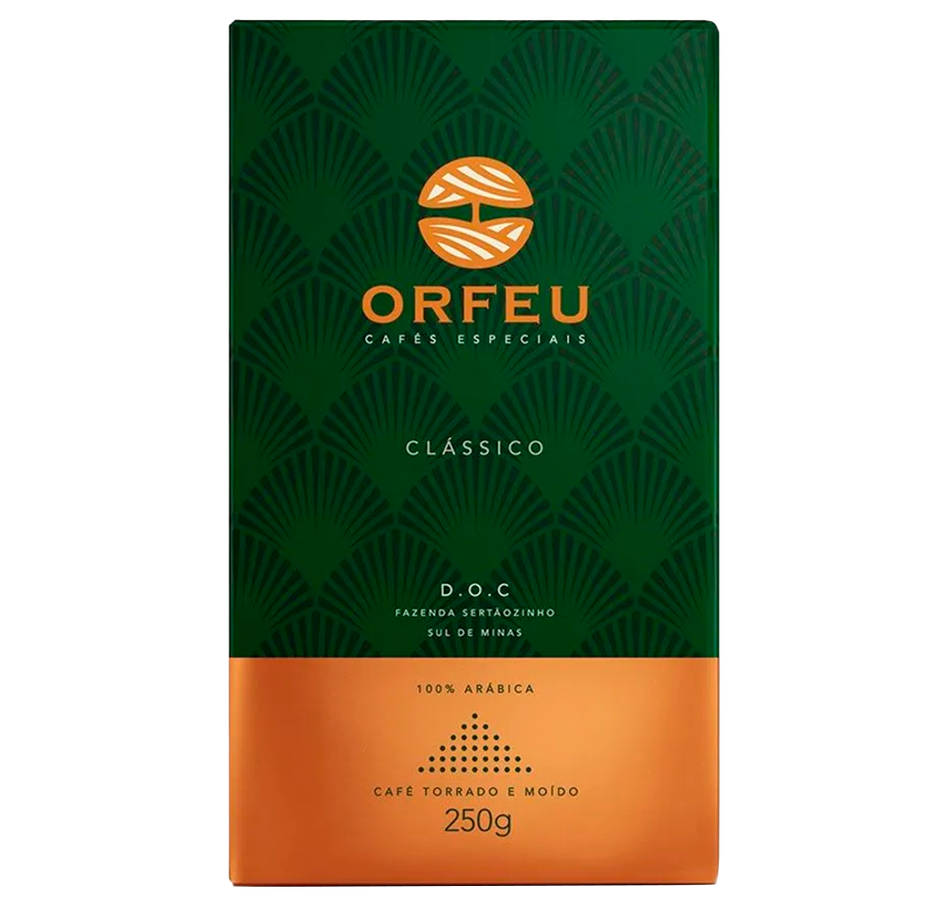 ORFEU
CAFÉS ESPECIAIS
CLÁSSICO
D.O.C
FAZENDA SERTÃOZINHO
SUL DE MINAS
100% ARÁBICA
CAFÉ TORRADO E MOÍDO
250g